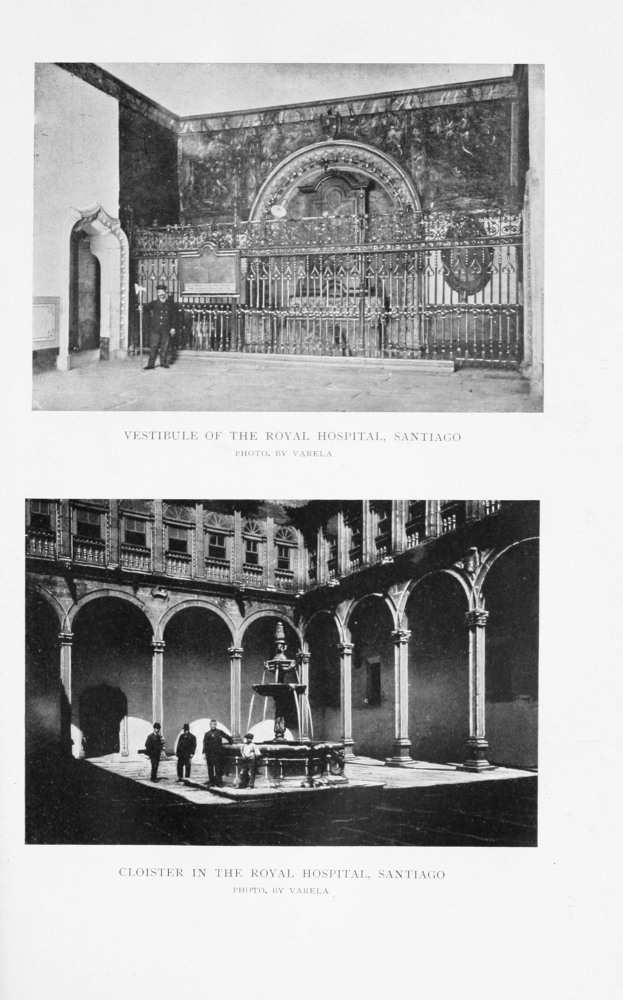 VESTIBULE OF THE ROYAL HOSPITAL, SANTIAGO
PHOTO. BY VARELA
CLOISTER IN THE ROYAL HOSPITAL, SANTIAGO
PHOTO. BY VARELA